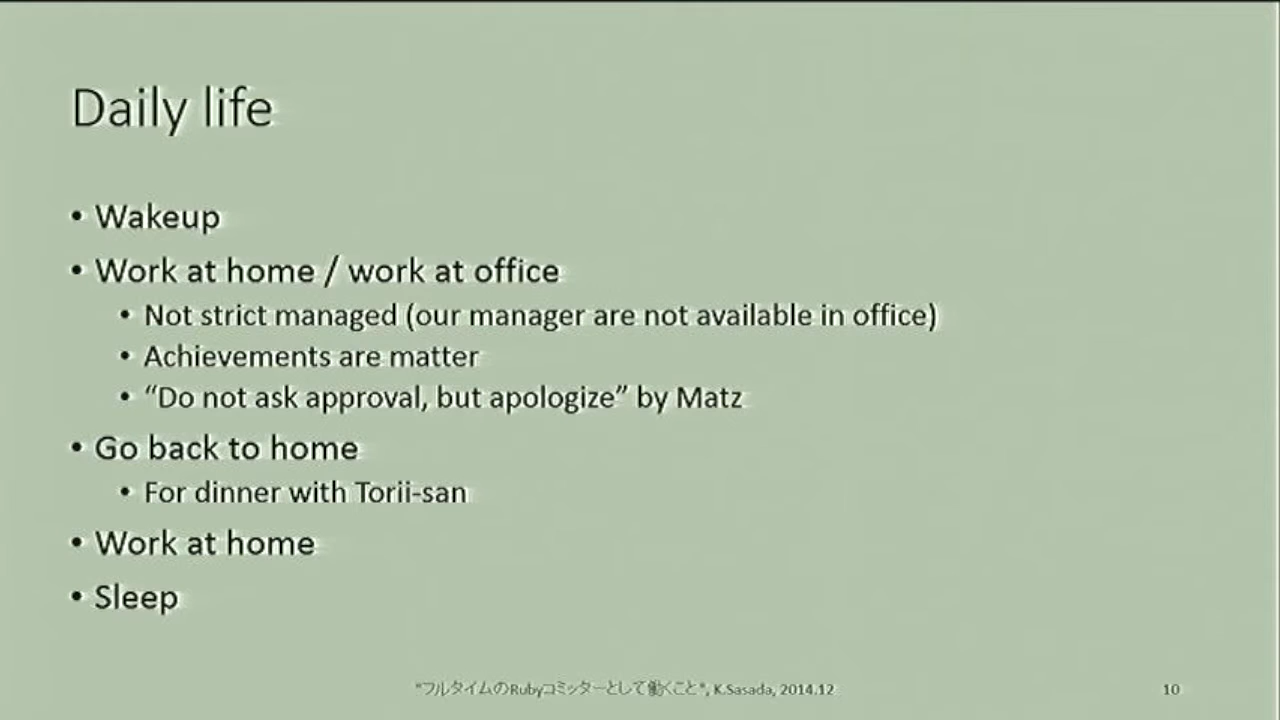 Daily life
• Wakeup
• Work at home / work at office
• Not strict managed (our manager are not available in office)
• Achievements are matter
• “Do not ask approval, but apologize” by Matz
• Go back to home
• For dinner with Torii-san
• Work at home
• Sleep
"フルタイムのRubyコミッターとして働くこと", K.Sasada, 2014.12
10